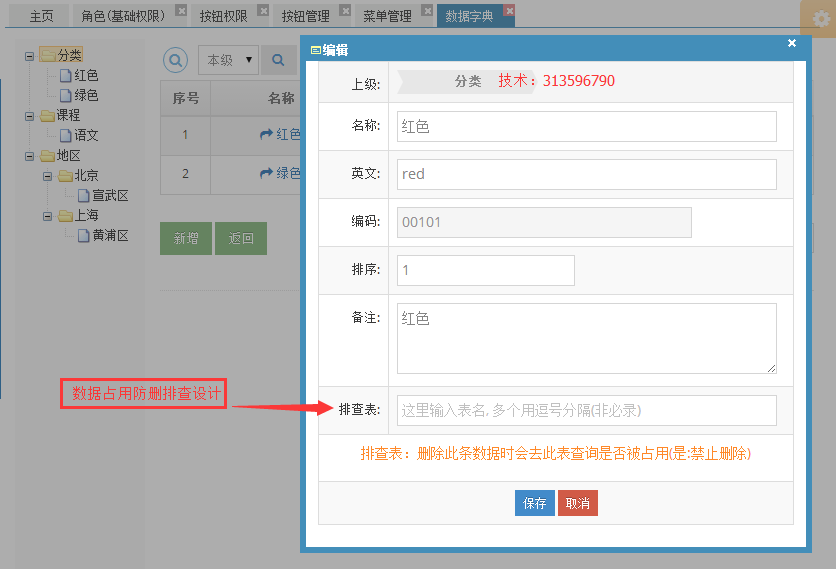 主页 角色(基础权限) 按钮权限 按钮管理 菜单管理 数据字典
分类
红色
绿色
课程
语文
地区
北京
宣武区
上海
黄浦区
本级
序号 名称
1 红色
2 绿色
新增 返回
数据占用防删排查设计
编辑
上级: 分类 技术：313596790
名称: 红色
英文: red
编码: 00101
排序: 1
备注: 红色
排查表: 这里输入表名, 多个用逗号分隔(非必录)
排查表：删除此条数据时会去此表查询是否被占用(是:禁止删除)
保存 取消